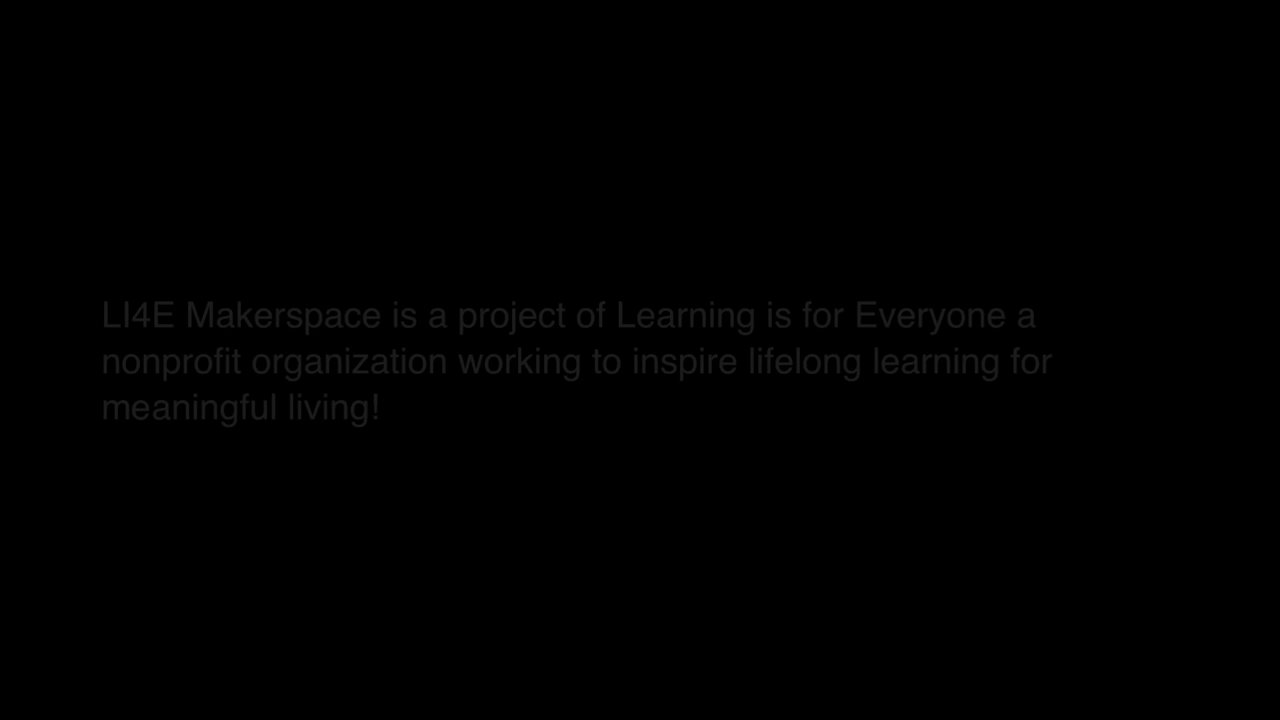 LI4E Makerspace is a project of Learning is for Everyone a
nonprofit organization working to inspire lifelong learning for
meaningful living!